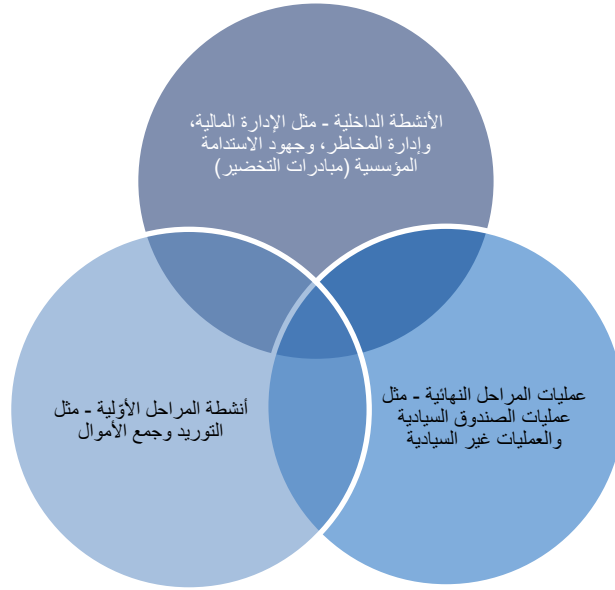 الأنشطة الداخلية - مثل الإدارة المالية،
وإدارة المخاطر، وجهود الاستدامة
المؤسسية (مبادرات التخضير)
عمليات المراحل النهائية - مثل
عمليات الصندوق السيادية
والعمليات غير السيادية
أنشطة المراحل الأوّلية - مثل
التوريد وجمع الأموال